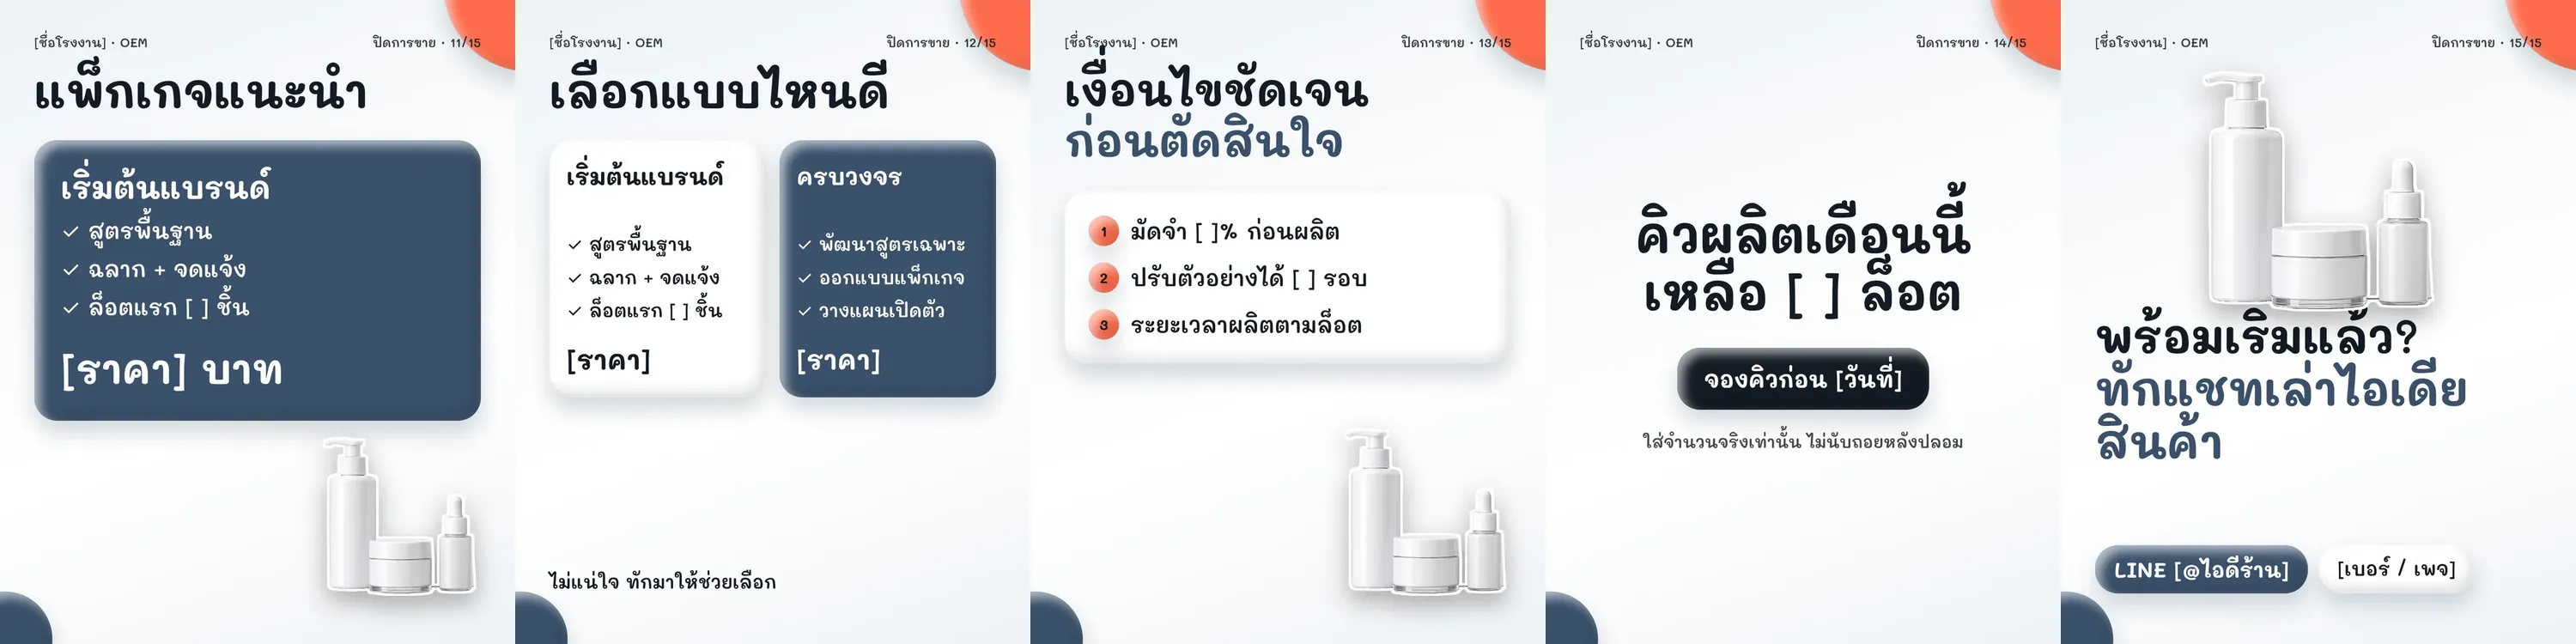 [ชื่อโรงงาน] · OEM
ปิดการขาย · 11/15
แพ็กเกจแนะนำ
เริ่มต้นแบรนด์
✓ สูตรพื้นฐาน
✓ ฉลาก + จดแจ้ง
✓ ล็อตแรก [ ] ชิ้น
[ราคา] บาท
[ชื่อโรงงาน] · OEM
ปิดการขาย · 12/15
เลือกแบบไหนดี
เริ่มต้นแบรนด์
✓ สูตรพื้นฐาน
✓ ฉลาก + จดแจ้ง
✓ ล็อตแรก [ ] ชิ้น
[ราคา]
ครบวงจร
✓ พัฒนาสูตรเฉพาะ
✓ ออกแบบแพ็กเกจ
✓ วางแผนเปิดตัว
[ราคา]
ไม่แน่ใจ ทักมาให้ช่วยเลือก
[ชื่อโรงงาน] · OEM
ปิดการขาย · 13/15
เงื่อนไขชัดเจน
ก่อนตัดสินใจ
1 มัดจำ [ ]% ก่อนผลิต
2 ปรับตัวอย่างได้ [ ] รอบ
3 ระยะเวลาผลิตตามล็อต
[ชื่อโรงงาน] · OEM
ปิดการขาย · 14/15
คิวผลิตเดือนนี้
เหลือ [ ] ล็อต
จองคิวก่อน [วันที่]
ใส่จำนวนจริงเท่านั้น ไม่นับถอยหลังปลอม
[ชื่อโรงงาน] · OEM
ปิดการขาย · 15/15
พร้อมเริ่มแล้ว?
ทักแชทเล่าไอเดีย
สินค้า
LINE [@ไอดีร้าน]
[เบอร์ / เพจ]